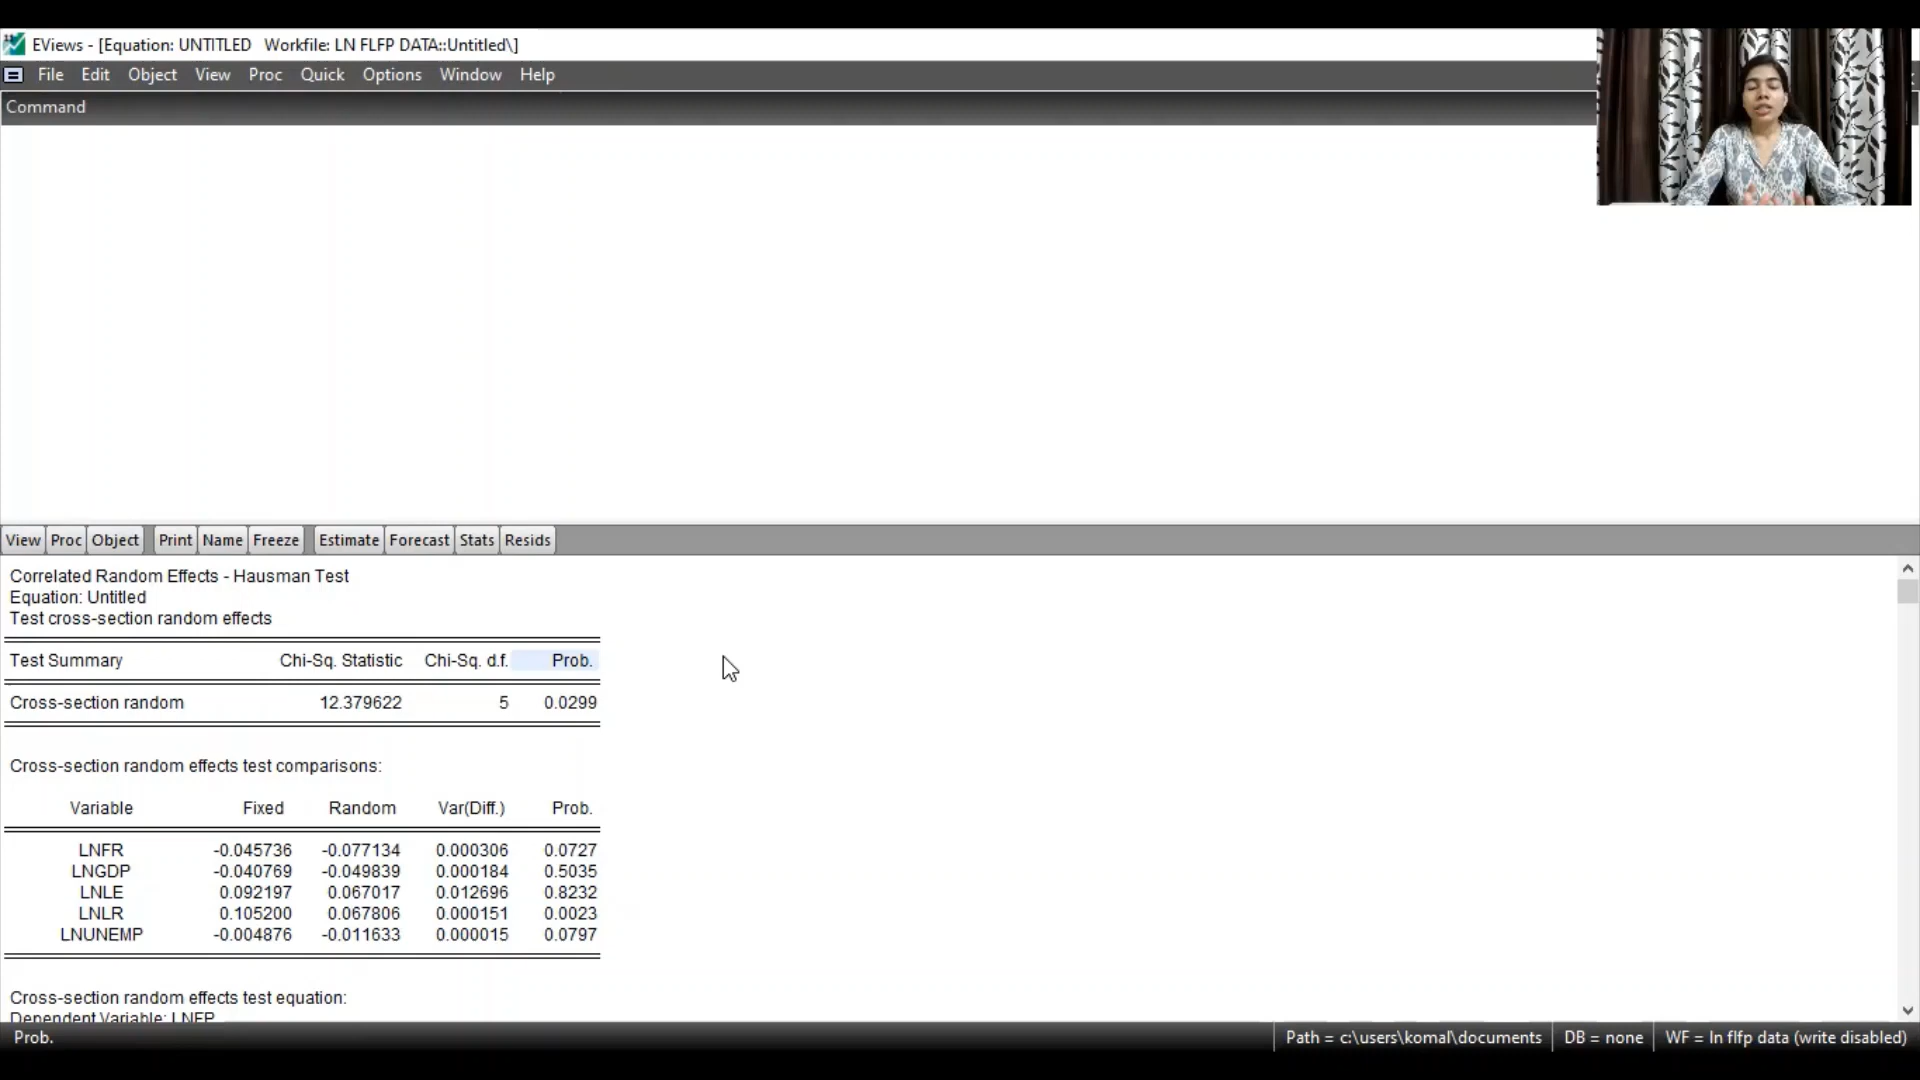 EViews - [Equation: UNTITLED   Workfile: LN FLFP DATA::Untitled\]
File Edit Object View Proc Quick Options Window Help
Command
View Proc Object Print Name Freeze Estimate Forecast Stats Resids
Correlated Random Effects - Hausman Test
Equation: Untitled
Test cross-section random effects
Test Summary Chi-Sq. Statistic Chi-Sq. d.f. Prob.
Cross-section random 12.379622 5 0.0299
Cross-section random effects test comparisons:
Variable Fixed Random Var(Diff.) Prob.
LNFR -0.045736 -0.077134 0.000306 0.0727
LNGDP -0.040769 -0.049839 0.000184 0.5035
LNLE 0.092197 0.067017 0.012696 0.8232
LNLR 0.105200 0.067806 0.000151 0.0023
LNUNEMP -0.004876 -0.011633 0.000015 0.0797
Cross-section random effects test equation:
Dependent Variable: LNFP
Prob. Path = c:\users\komal\documents DB = none WF = ln flfp data (write disabled)